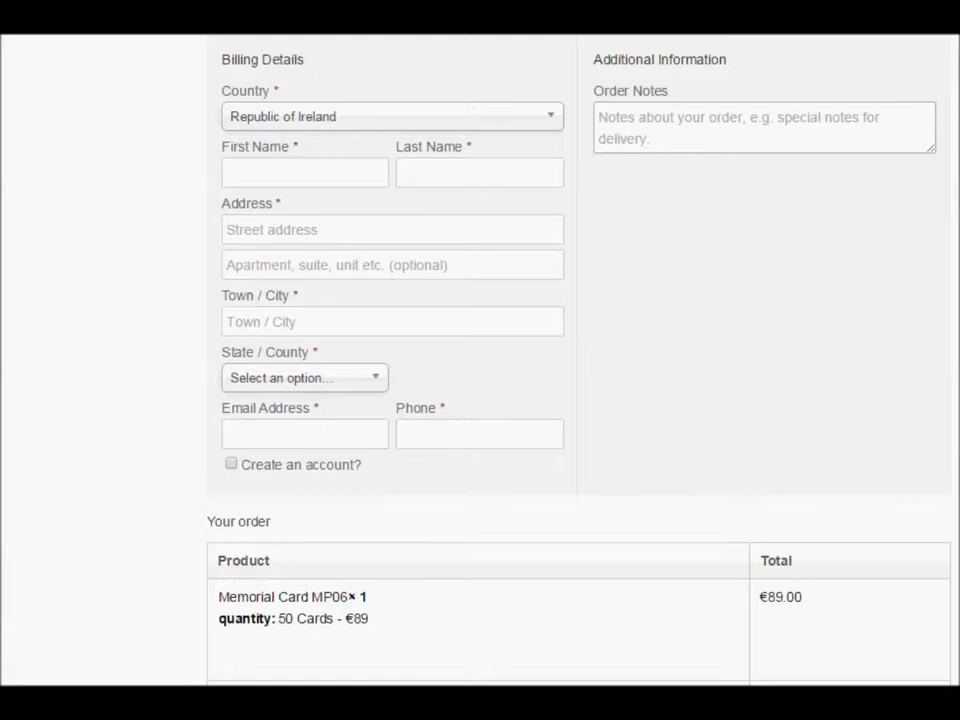 Billing Details
Country *
Republic of Ireland
First Name * Last Name *
Address *
Street address
Apartment, suite, unit etc. (optional)
Town / City *
Town / City
State / County *
Select an option...
Email Address * Phone *
Create an account?
Additional Information
Order Notes
Notes about your order, e.g. special notes for
delivery.
Your order
Product Total
Memorial Card MP06× 1 €89.00
quantity: 50 Cards - €89